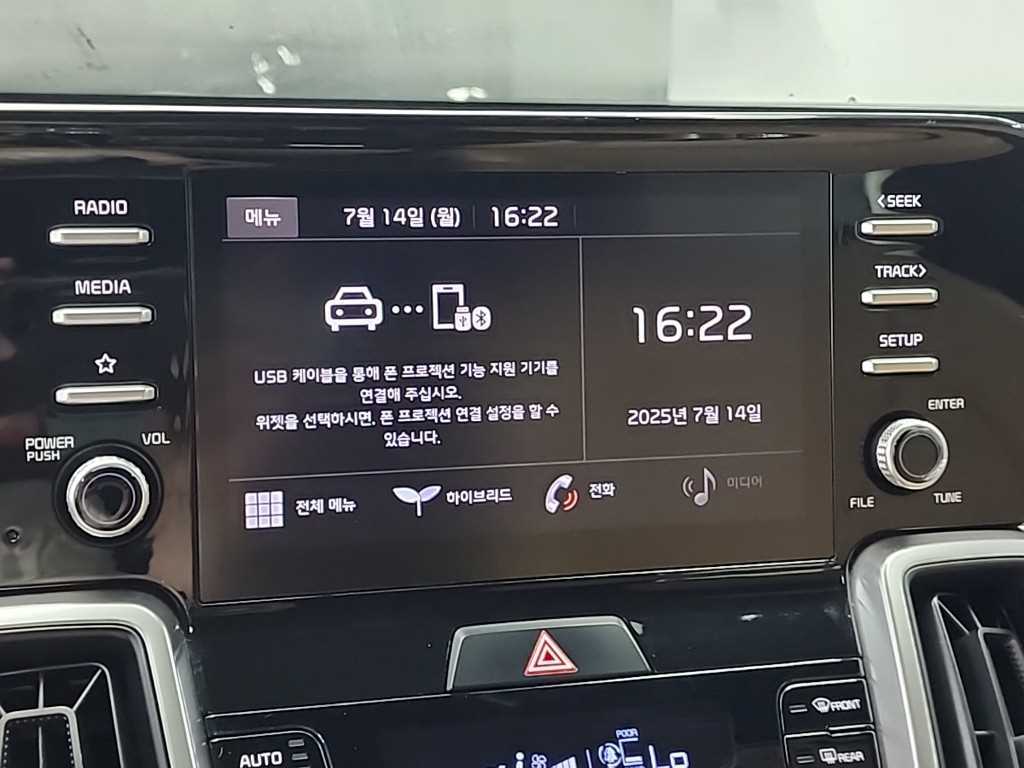 RADIO
MEDIA
POWER
PUSH
VOL
메뉴 7월 14일 (월) 16:22
USB 케이블을 통해 폰 프로젝션 기능 지원 기기를
연결해 주십시오.
위젯을 선택하시면, 폰 프로젝션 연결 설정을 할 수
있습니다.
16:22
2025년 7월 14일
전체 메뉴 하이브리드 전화 미디어
<SEEK
TRACK>
SETUP
ENTER
FILE
TUNE
AUTO
POOR
Lo
FRONT
REAR